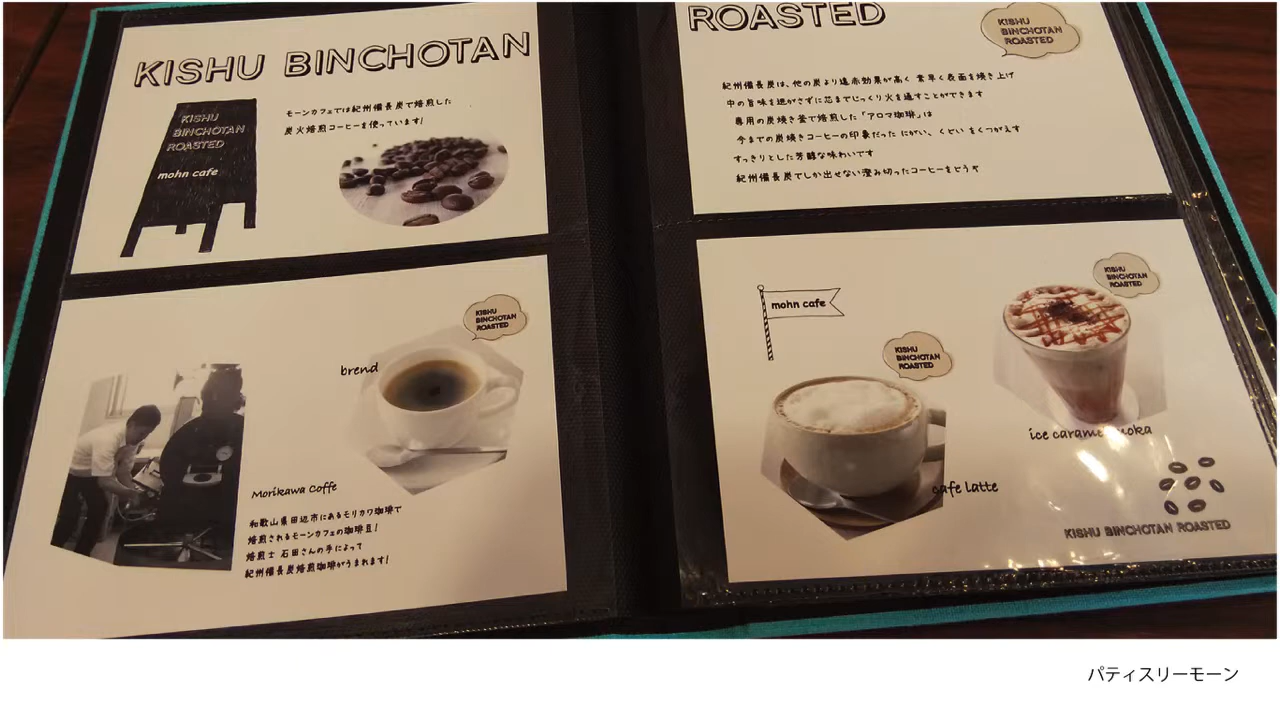 KISHU BINCHOTAN
KISHU
BINCHOTAN
ROASTED
mohn cafe
モーンカフェでは紀州備長炭で焙煎した
炭火焙煎コーヒーを使っています!
KISHU
BINCHOTAN
ROASTED
brend
Morikawa Coffe
和歌山県田辺市にあるモリカワ珈琲で
焙煎されるモーンカフェの珈琲豆!
焙煎士 石田さんの手によって
紀州備長炭焙煎珈琲がうまれます!
ROASTED
KISHU
BINCHOTAN
ROASTED
紀州備長炭は、他の炭より遠赤効果が高く 素早く表面を焼き上げ
中の旨味を逃がさずに芯までじっくり火を通すことができます
専用の炭焼き釜で焙煎した「アロマ珈琲」は
今までの炭焼きコーヒーの印象だった にがい、くどい をくつがえす
すっきりとした芳醇な味わいです
紀州備長炭でしか出せない澄み切ったコーヒーをどうぞ
mohn cafe
KISHU
BINCHOTAN
ROASTED
KISHU
BINCHOTAN
ROASTED
ice
cafe latte
KISHU BINCHOTAN ROASTED
パティスリーモーン